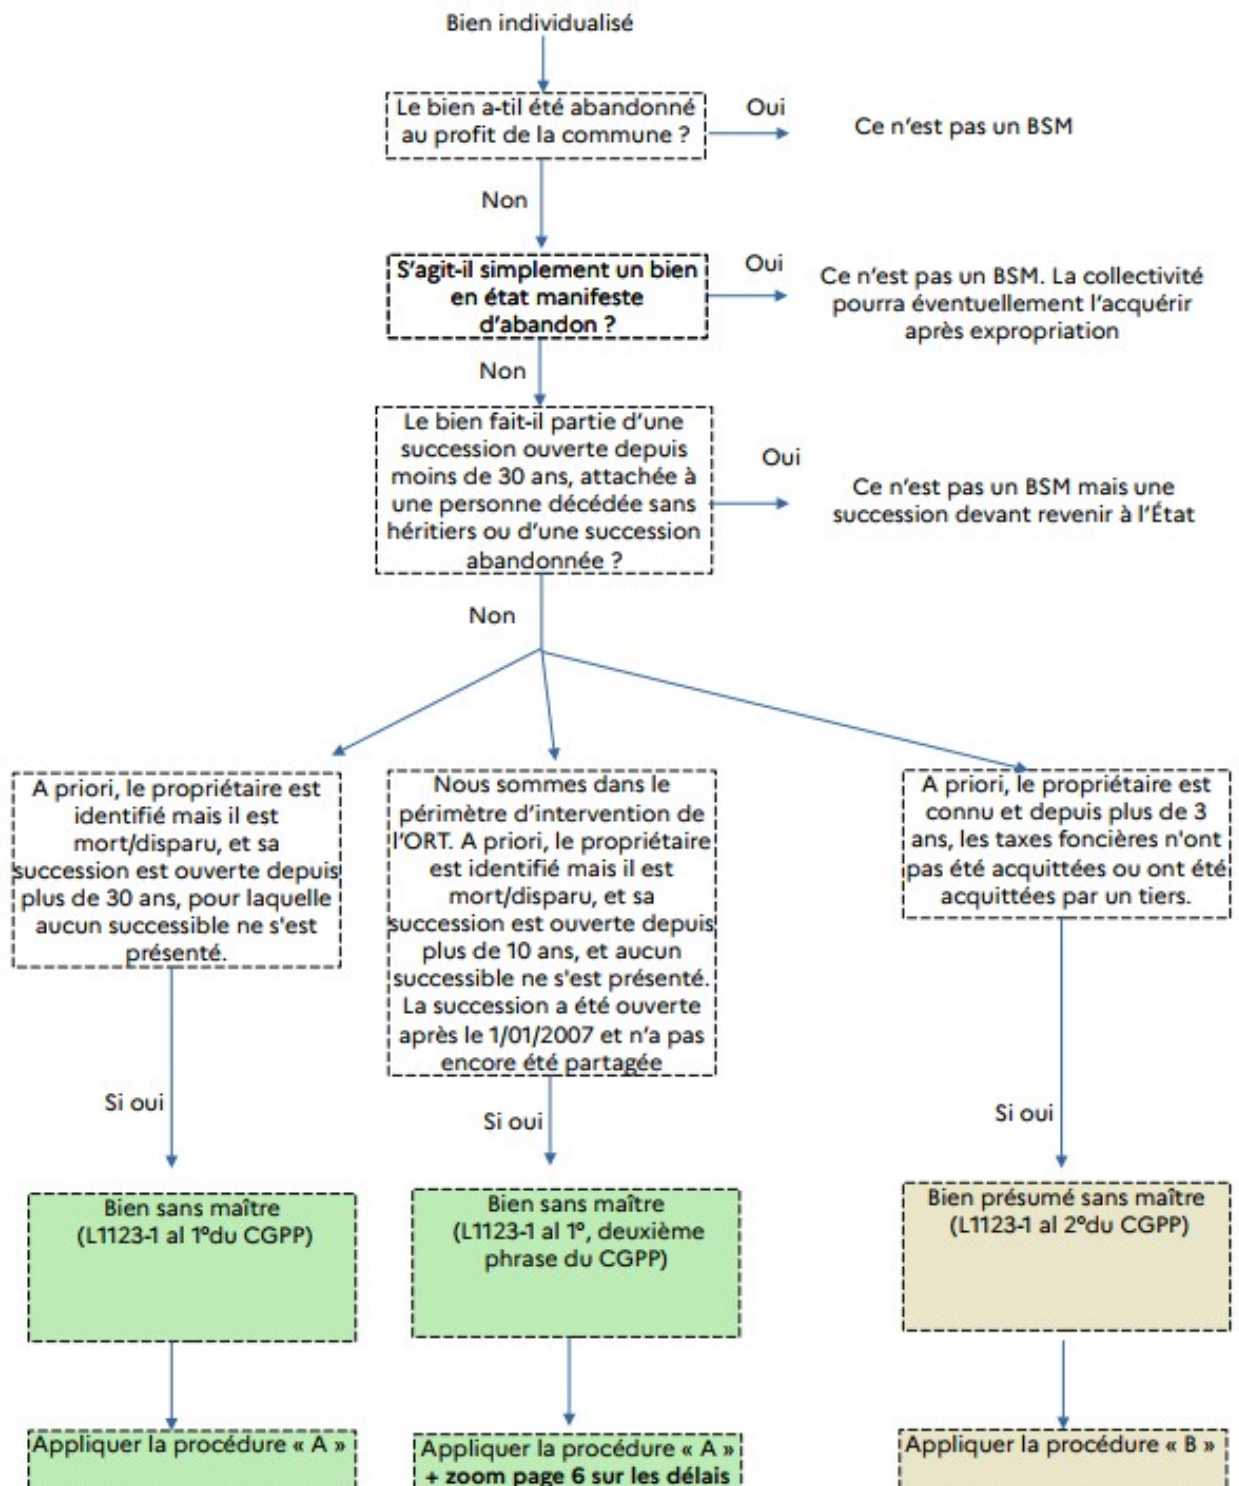 Bien individualisé
Le bien a-til été abandonné
au profit de la commune ?
Oui
Ce n'est pas un BSM
Non
S'agit-il simplement un bien
en état manifeste
d'abandon ?
Oui
Ce n'est pas un BSM. La collectivité
pourra éventuellement l'acquérir
après expropriation
Non
Le bien fait-il partie d'une
succession ouverte depuis
moins de 30 ans, attachée à
une personne décédée sans
héritiers ou d'une succession
abandonnée ?
Oui
Ce n'est pas un BSM mais une
succession devant revenir à l'État
Non
A priori, le propriétaire est
identifié mais il est
mort/disparu, et sa
succession est ouverte depuis
plus de 30 ans, pour laquelle
aucun successible ne s'est
présenté.
Nous sommes dans le
périmètre d'intervention de
l'ORT. A priori, le propriétaire
est identifié mais il est
mort/disparu, et sa
succession est ouverte depuis
plus de 10 ans, et aucun
successible ne s'est présenté.
La succession a été ouverte
après le 1/01/2007 et n'a pas
encore été partagée
A priori, le propriétaire est
connu et depuis plus de 3
ans, les taxes foncières n'ont
pas été acquittées ou ont été
acquittées par un tiers.
Si oui
Si oui
Si oui
Bien sans maître
(L1123-1 al 1°du CGPP)
Bien sans maître
(L1123-1 al 1°, deuxième
phrase du CGPP)
Bien présumé sans maître
(L1123-1 al 2°du CGPP)
Appliquer la procédure « A »
Appliquer la procédure « A »
+ zoom page 6 sur les délais
Appliquer la procédure « B »